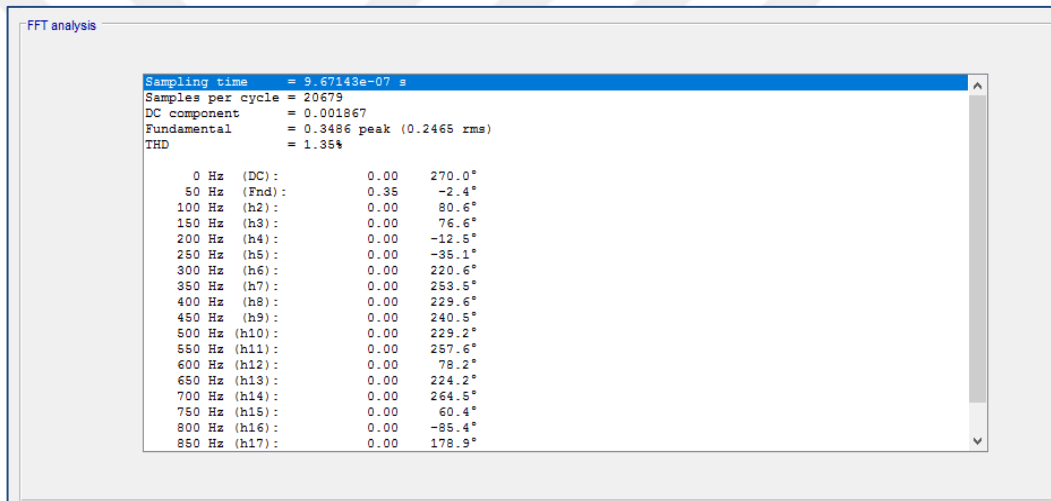 FFT analysis
Sampling time = 9.67143e-07 s
Samples per cycle = 20679
DC component = 0.001867
Fundamental = 0.3486 peak (0.2465 rms)
THD = 1.35%
0 Hz (DC): 0.00 270.0°
50 Hz (Fnd): 0.35 -2.4°
100 Hz (h2): 0.00 80.6°
150 Hz (h3): 0.00 76.6°
200 Hz (h4): 0.00 -12.5°
250 Hz (h5): 0.00 -35.1°
300 Hz (h6): 0.00 220.6°
350 Hz (h7): 0.00 253.5°
400 Hz (h8): 0.00 229.6°
450 Hz (h9): 0.00 240.5°
500 Hz (h10): 0.00 229.2°
550 Hz (h11): 0.00 257.6°
600 Hz (h12): 0.00 78.2°
650 Hz (h13): 0.00 224.2°
700 Hz (h14): 0.00 264.5°
750 Hz (h15): 0.00 60.4°
800 Hz (h16): 0.00 -85.4°
850 Hz (h17): 0.00 178.9°